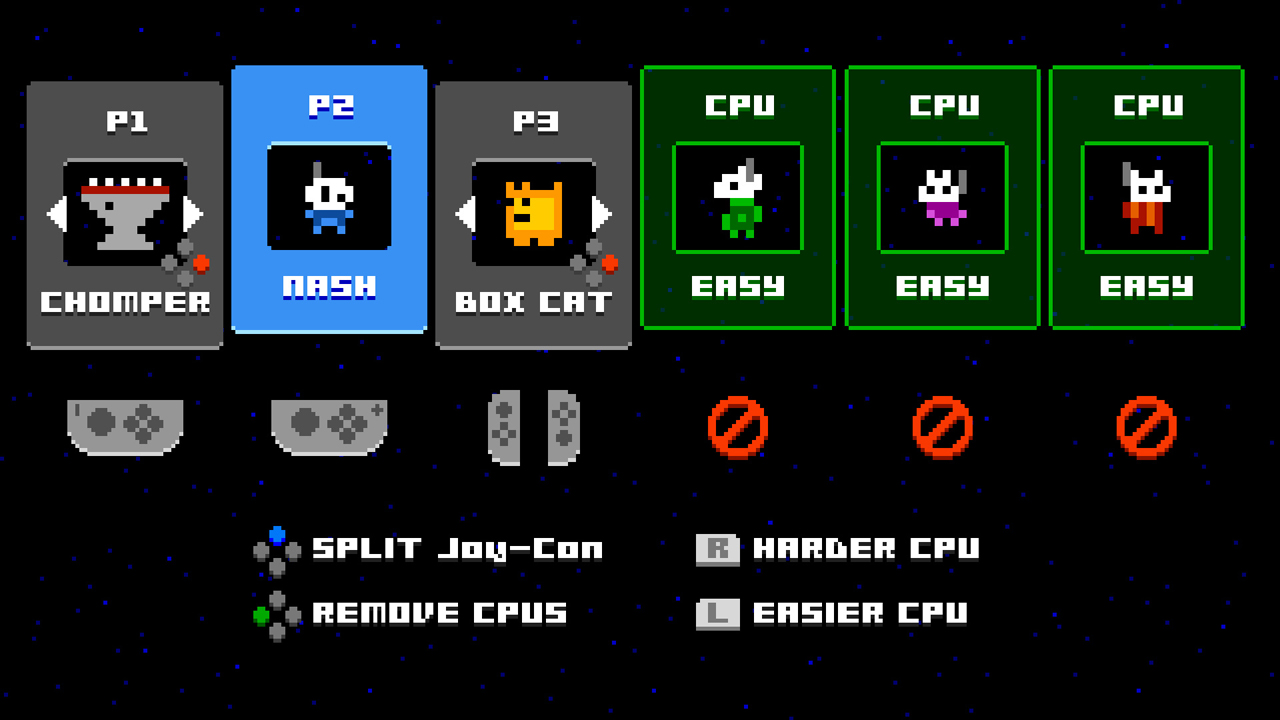 P1
P2
P3
CPU
CPU
CPU
CHOMPER
NASH
BOX CAT
EASY
EASY
EASY
SPLIT Joy-Con
R HARDER CPU
REMOVE CPUS
L EASIER CPU